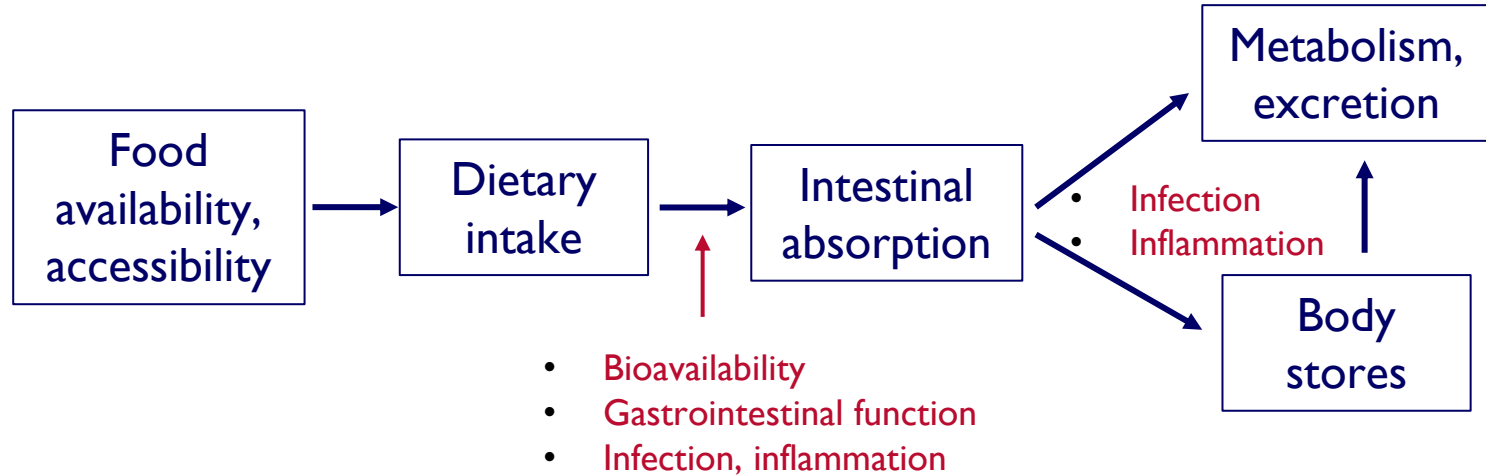 Food
availability,
accessibility
Dietary
intake
Intestinal
absorption
Metabolism,
excretion
• Infection
• Inflammation
Body
stores
• Bioavailability
• Gastrointestinal function
• Infection, inflammation